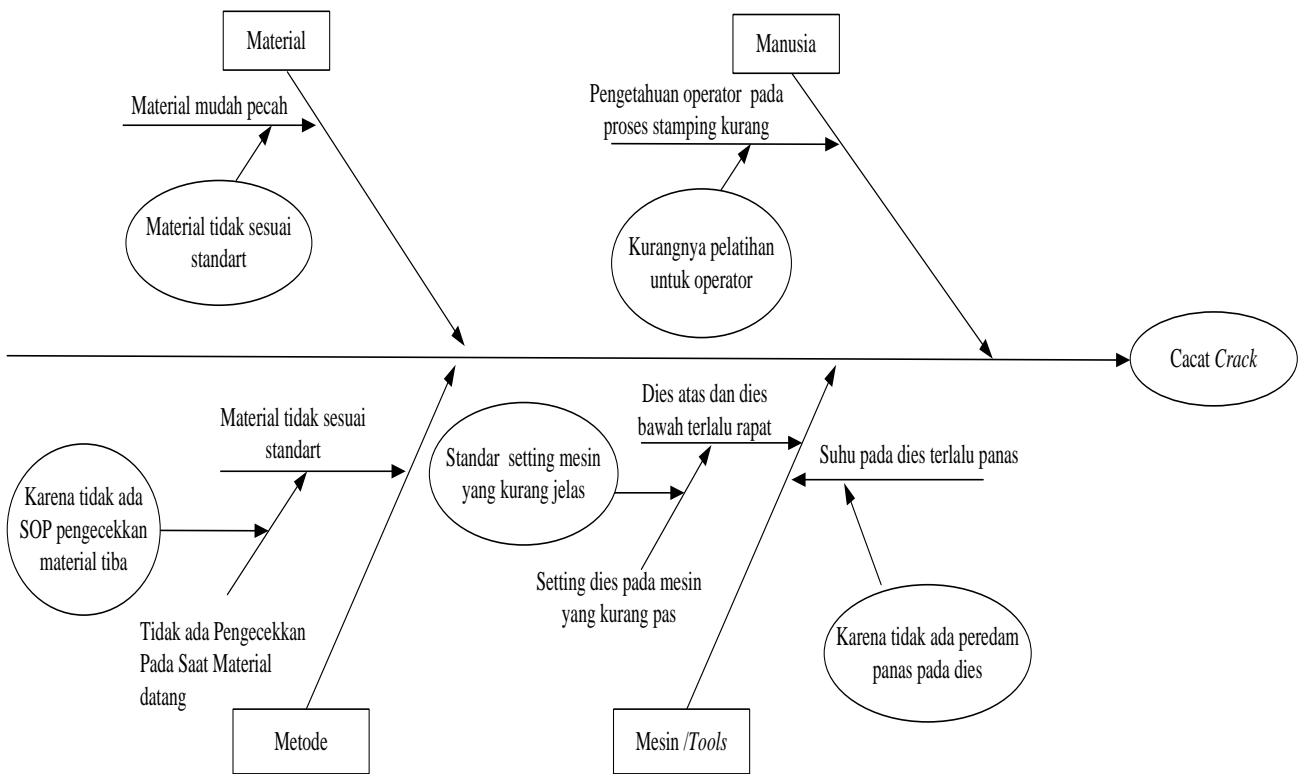 Material
Manusia
Material mudah pecah
Pengetahuan operator pada
proses stamping kurang
Material tidak sesuai
standart
Kurangnya pelatihan
untuk operator
Cacat Crack
Material tidak sesuai
standart
Dies atas dan dies
bawah terlalu rapat
Standar setting mesin
yang kurang jelas
Suhu pada dies terlalu panas
Karena tidak ada
SOP pengecekkan
material tiba
Setting dies pada mesin
yang kurang pas
Tidak ada Pengecekkan
Pada Saat Material
datang
Karena tidak ada peredam
panas pada dies
Metode
Mesin /Tools